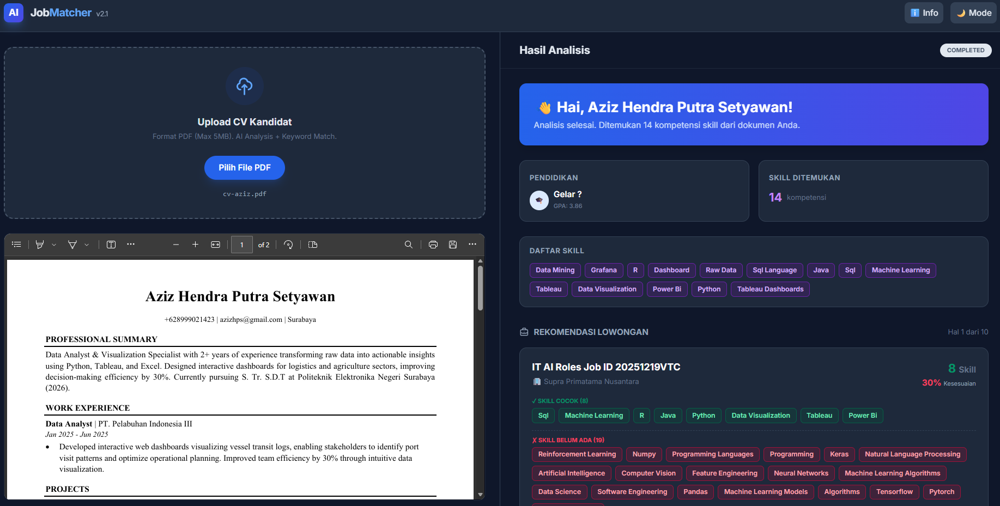 AI JobMatcher v2.1
Info
Mode
Upload CV Kandidat
Format PDF (Max 5MB). AI Analysis + Keyword Match.
Pilih File PDF
cv-aziz.pdf
1 of 2
Aziz Hendra Putra Setyawan
+628999021423 | azizhps@gmail.com | Surabaya
PROFESSIONAL SUMMARY
Data Analyst & Visualization Specialist with 2+ years of experience transforming raw data into actionable insights
using Python, Tableau, and Excel. Designed interactive dashboards for logistics and agriculture sectors, improving
decision-making efficiency by 30%. Currently pursuing S. Tr. S.D.T at Politeknik Elektronika Negeri Surabaya
(2026).
WORK EXPERIENCE
Data Analyst | PT. Pelabuhan Indonesia III
Jan 2025 - Jun 2025
• Developed interactive web dashboards visualizing vessel transit logs, enabling stakeholders to identify port
visit patterns and optimize operational planning. Improved team efficiency by 30% through intuitive data
visualization.
PROJECTS
Hasil Analisis
COMPLETED
👋 Hai, Aziz Hendra Putra Setyawan!
Analisis selesai. Ditemukan 14 kompetensi skill dari dokumen Anda.
PENDIDIKAN
Gelar ?
GPA: 3.86
SKILL DITEMUKAN
14 kompetensi
DAFTAR SKILL
Data Mining Grafana R Dashboard Raw Data Sql Language Java Sql Machine Learning
Tableau Data Visualization Power Bi Python Tableau Dashboards
REKOMENDASI LOWONGAN
Hal 1 dari 10
IT AI Roles Job ID 20251219VTC
8 Skill
Supra Primatama Nusantara
30% Kesesuaian
✓ SKILL COCOK (8)
Sql Machine Learning R Java Python Data Visualization Tableau Power Bi
✗ SKILL BELUM ADA (19)
Reinforcement Learning Numpy Programming Languages Programming Keras Natural Language Processing
Artificial Intelligence Computer Vision Feature Engineering Neural Networks Machine Learning Algorithms
Data Science Software Engineering Pandas Machine Learning Models Algorithms Tensorflow Pytorch